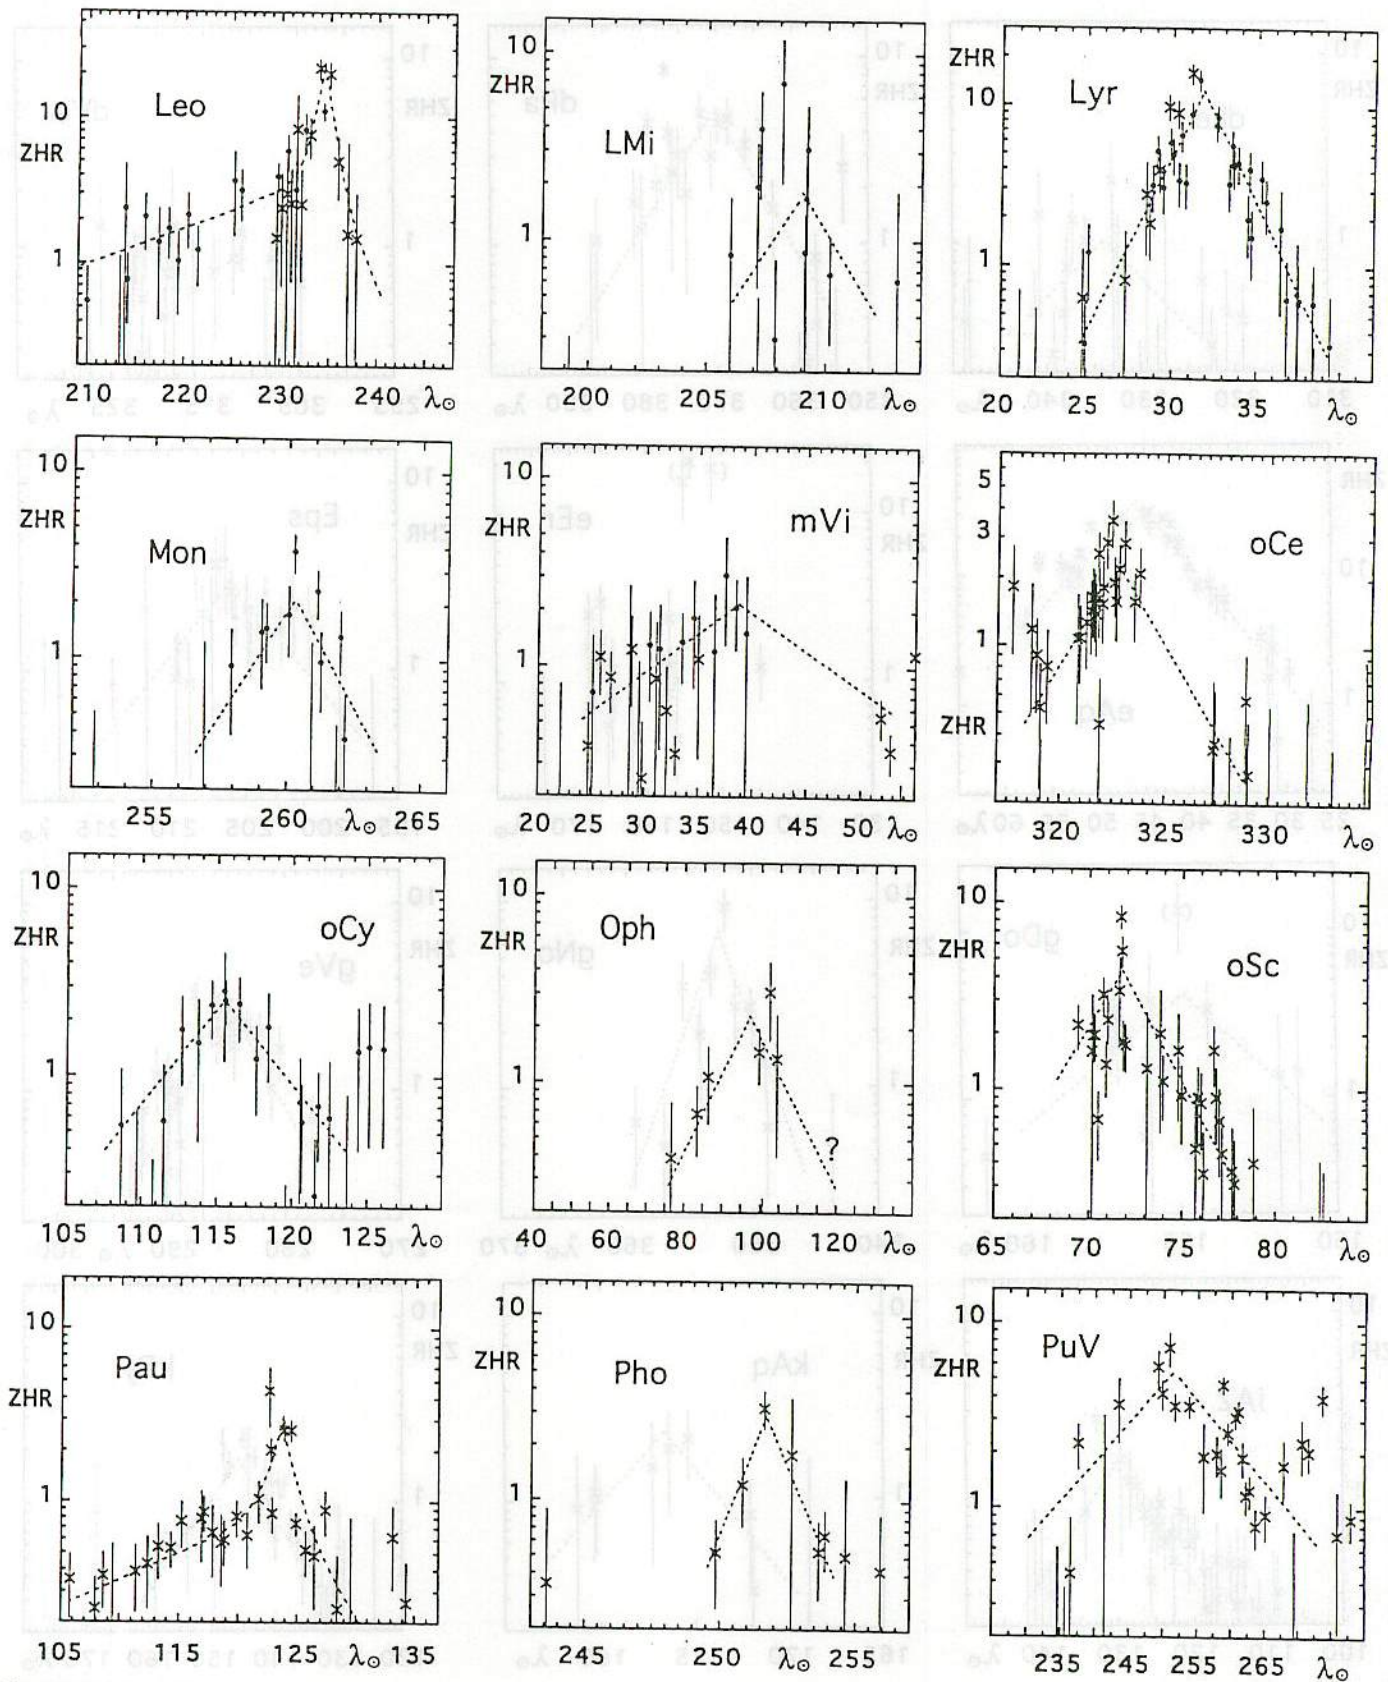 Leo
10
ZHR
1
210 220 230 240 λ⊙
LMi
10
ZHR
1
200 205 210 λ⊙
Lyr
ZHR
10
1
20 25 30 35 λ⊙
Mon
10
ZHR
1
255 260 265 λ⊙
mVi
10
ZHR
1
20 25 30 35 40 45 50 λ⊙
oCe
5
3
1
ZHR
320 325 330 λ⊙
oCy
10
ZHR
1
105 110 115 120 125 λ⊙
Oph
10
ZHR
1
?
40 60 80 100 120 λ⊙
oSc
10
ZHR
1
65 70 75 80 λ⊙
Pau
10
ZHR
1
105 115 125 135 λ⊙
Pho
10
ZHR
1
245 250 255 λ⊙
PuV
10
ZHR
1
235 245 255 265 λ⊙